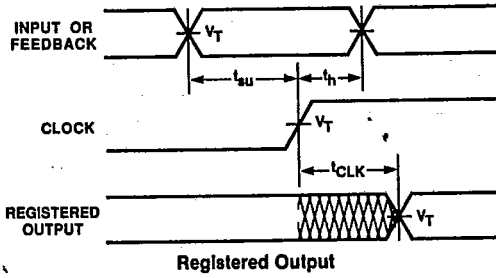 INPUT OR
FEEDBACK
VT
tsu
th
CLOCK
VT
tCLK
REGISTERED
OUTPUT
VT
Registered Output